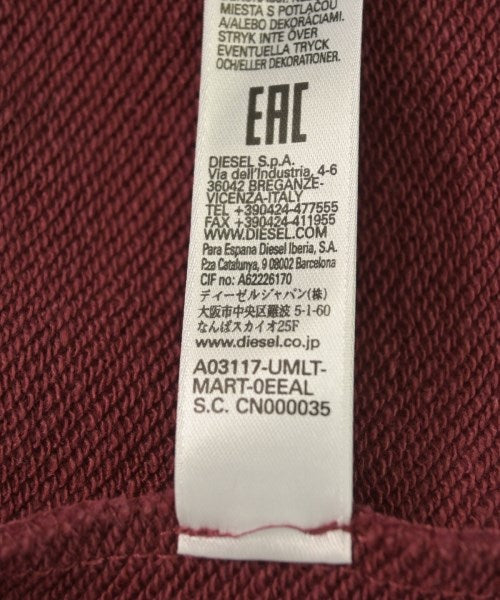 MIESTA S POTLAČOU
A/ALEBO DEKORÁCIAMI.
STRYK INTE ÖVER
EVENTUELLA TRYCK
OCH/ELLER DEKORATIONER.
EAC
DIESEL S.p.A.
Via dell'Industria, 4-6
36042 BREGANZE-
VICENZA-ITALY
TEL +390424-477555
FAX +390424-411955
WWW.DIESEL.COM
Para Espana Diesel Iberia, S.A.
Pza Catalunya, 9 08002 Barcelona
CIF no: A62226170
ディーゼルジャパン(株)
大阪市中央区難波 5-1-60
なんばスカイオ25F
www.diesel.co.jp
A03117-UMLT-
MART-0EEAL
S.C. CN000035